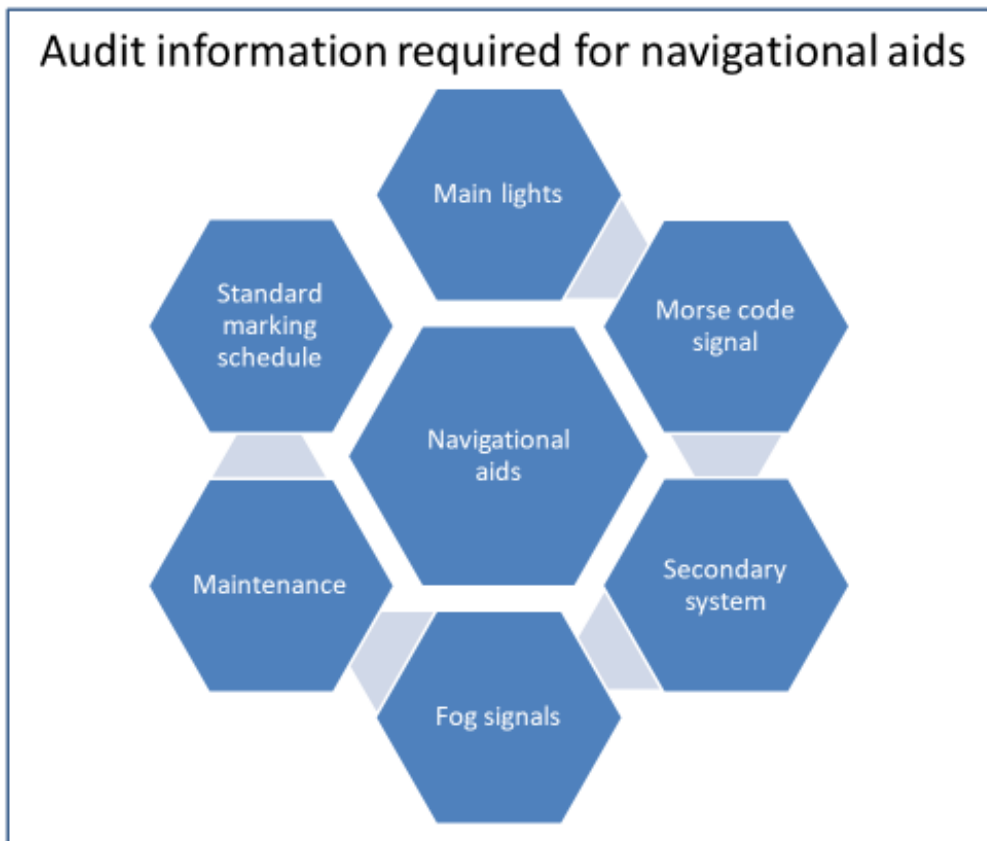 Audit information required for navigational aids
Main lights
Morse code
signal
Secondary
system
Fog signals
Maintenance
Standard
marking
schedule
Navigational
aids